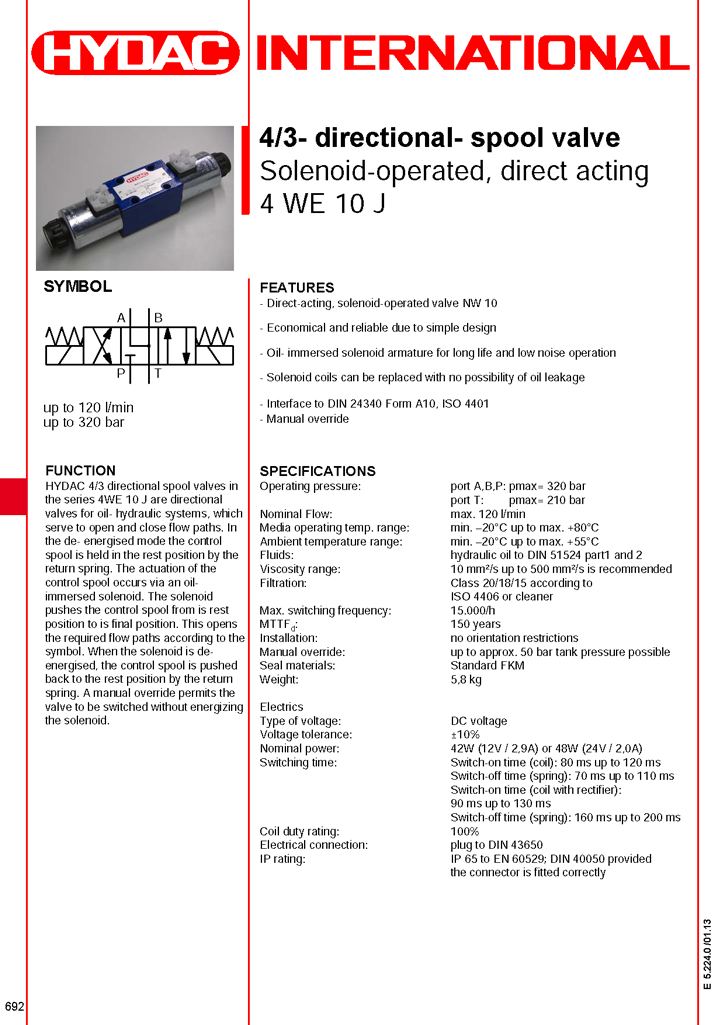 HYDAC INTERNATIONAL
HYDAC
4/3- directional- spool valve
Solenoid-operated, direct acting
4 WE 10 J
SYMBOL
A B
P T
up to 120 l/min
up to 320 bar
FEATURES
- Direct-acting, solenoid-operated valve NW 10
- Economical and reliable due to simple design
- Oil- immersed solenoid armature for long life and low noise operation
- Solenoid coils can be replaced with no possibility of oil leakage
- Interface to DIN 24340 Form A10, ISO 4401
- Manual override
FUNCTION
HYDAC 4/3 directional spool valves in
the series 4WE 10 J are directional
valves for oil- hydraulic systems, which
serve to open and close flow paths. In
the de- energised mode the control
spool is held in the rest position by the
return spring. The actuation of the
control spool occurs via an oil-
immersed solenoid. The solenoid
pushes the control spool from is rest
position to is final position. This opens
the required flow paths according to the
symbol. When the solenoid is de-
energised, the control spool is pushed
back to the rest position by the return
spring. A manual override permits the
valve to be switched without energizing
the solenoid.
SPECIFICATIONS
Operating pressure: port A,B,P: pmax= 320 bar
port T: pmax= 210 bar
Nominal Flow: max. 120 l/min
Media operating temp. range: min. –20°C up to max. +80°C
Ambient temperature range: min. –20°C up to max. +55°C
Fluids: hydraulic oil to DIN 51524 part1 and 2
Viscosity range: 10 mm²/s up to 500 mm²/s is recommended
Filtration: Class 20/18/15 according to
ISO 4406 or cleaner
Max. switching frequency: 15.000/h
MTTFd: 150 years
Installation: no orientation restrictions
Manual override: up to approx. 50 bar tank pressure possible
Seal materials: Standard FKM
Weight: 5,8 kg
Electrics
Type of voltage: DC voltage
Voltage tolerance: ±10%
Nominal power: 42W (12V / 2,9A) or 48W (24V / 2,0A)
Switching time: Switch-on time (coil): 80 ms up to 120 ms
Switch-off time (spring): 70 ms up to 110 ms
Switch-on time (coil with rectifier):
90 ms up to 130 ms
Switch-off time (spring): 160 ms up to 200 ms
Coil duty rating: 100%
Electrical connection: plug to DIN 43650
IP rating: IP 65 to EN 60529; DIN 40050 provided
the connector is fitted correctly
E 5.224.0 /01.13
692